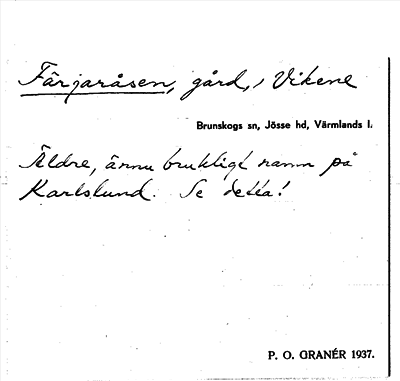 Färjaråsen, gård, i Vikene
Brunskogs sn, Jösse hd, Värmlands l.
Äldre, ännu brukligt namn på
Karlslund. Se detta!
P. O. GRANÉR 1937.